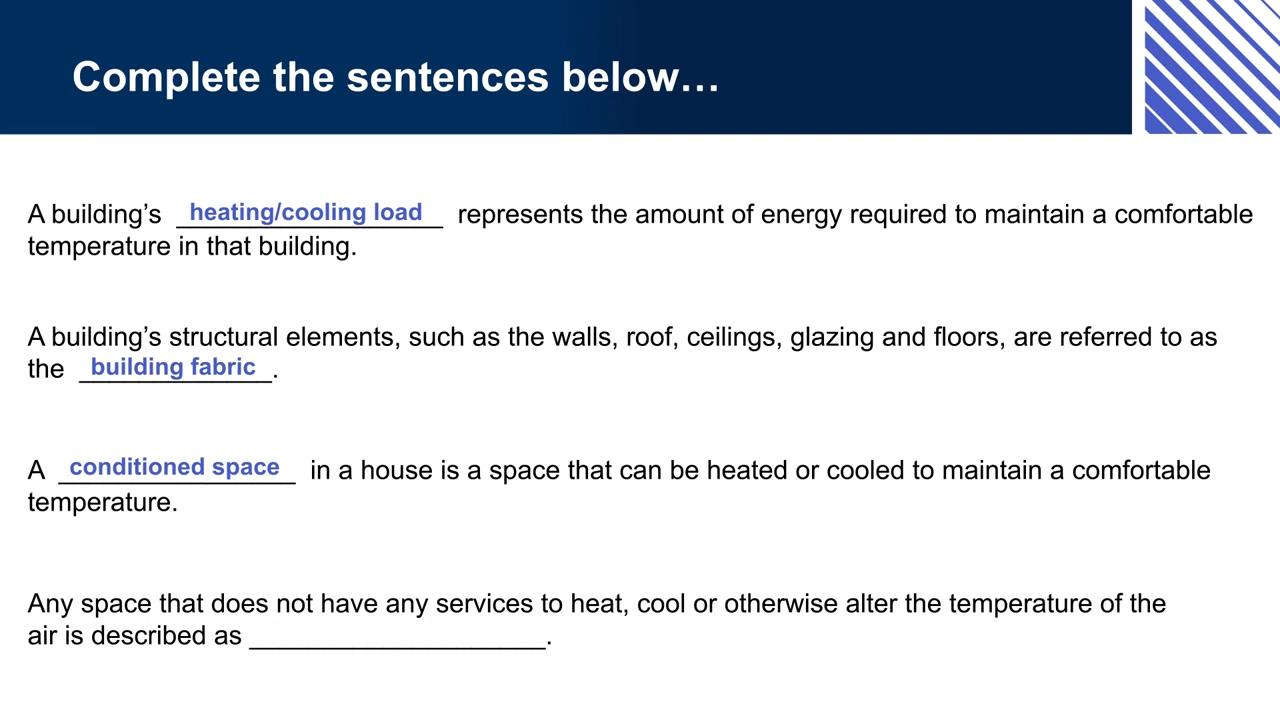 Complete the sentences below…
A building’s heating/cooling load represents the amount of energy required to maintain a comfortable
temperature in that building.
A building’s structural elements, such as the walls, roof, ceilings, glazing and floors, are referred to as
the building fabric.
A conditioned space in a house is a space that can be heated or cooled to maintain a comfortable
temperature.
Any space that does not have any services to heat, cool or otherwise alter the temperature of the
air is described as ____________________.